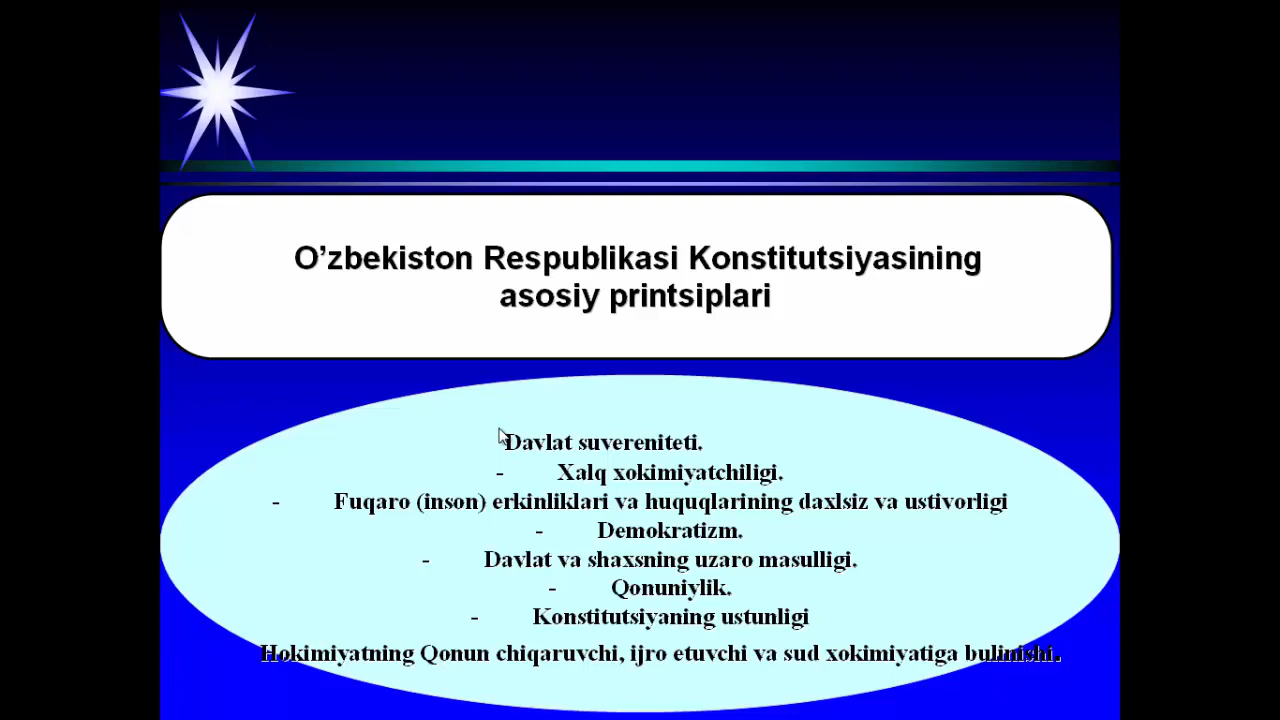 O’zbekiston Respublikasi Konstitutsiyasining
asosiy printsiplari
Davlat suvereniteti.
- Xalq xokimiyatchiligi.
- Fuqaro (inson) erkinliklari va huquqlarining daxlsiz va ustivorligi
- Demokratizm.
- Davlat va shaxsning uzaro masulligi.
- Qonuniylik.
- Konstitutsiyaning ustunligi
Hokimiyatning Qonun chiqaruvchi, ijro etuvchi va sud xokimiyatiga bulinishi.